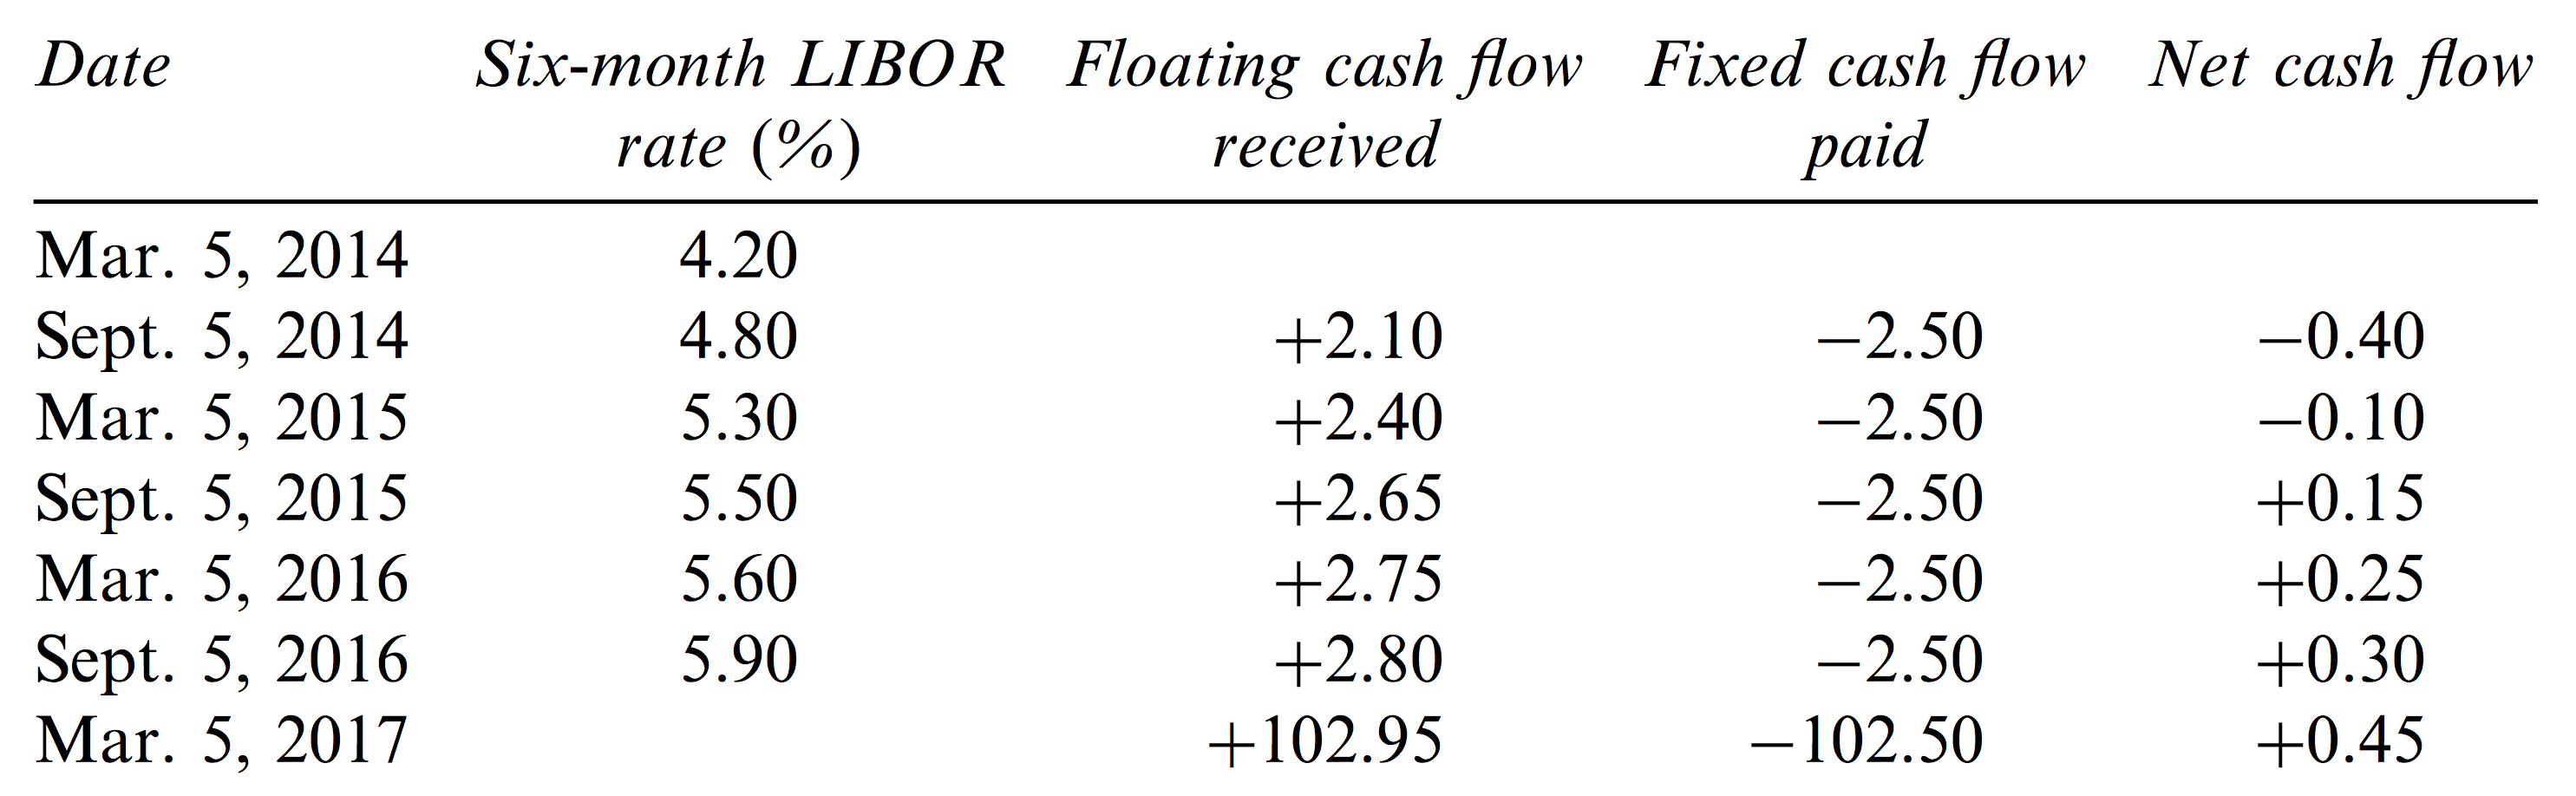 Date Six-month LIBOR Floating cash flow Fixed cash flow Net cash flow
rate (%) received paid
Mar. 5, 2014 4.20
Sept. 5, 2014 4.80 +2.10 −2.50 −0.40
Mar. 5, 2015 5.30 +2.40 −2.50 −0.10
Sept. 5, 2015 5.50 +2.65 −2.50 +0.15
Mar. 5, 2016 5.60 +2.75 −2.50 +0.25
Sept. 5, 2016 5.90 +2.80 −2.50 +0.30
Mar. 5, 2017 +102.95 −102.50 +0.45